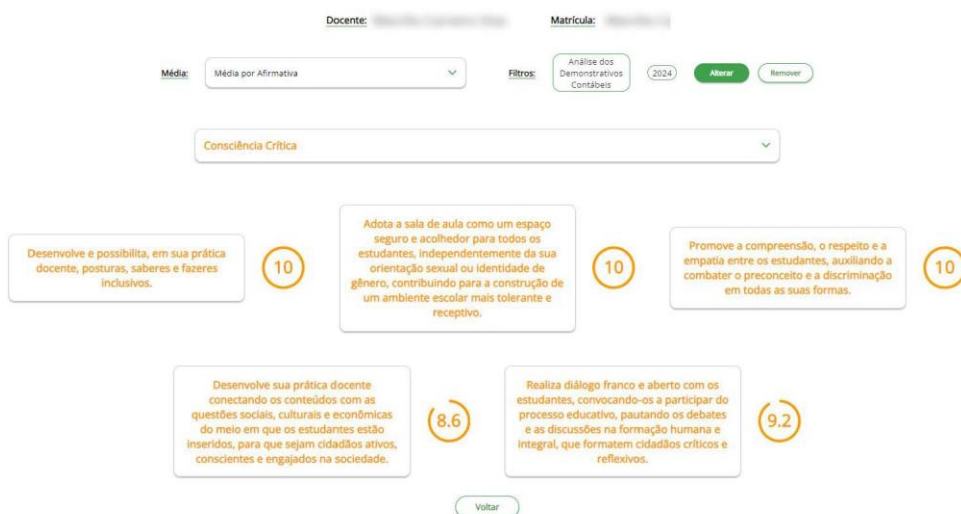 Docente:
Matrícula:
Média:
Média por Afirmativa
Filtros:
Análise dos
Demonstrativos
Contábeis
2024
Alterar
Remover
Consciência Crítica
Desenvolve e possibilita, em sua prática
docente, posturas, saberes e fazeres
inclusivos.
10
Adota a sala de aula como um espaço
seguro e acolhedor para todos os
estudantes, independentemente da sua
orientação sexual ou identidade de
gênero, contribuindo para a construção de
um ambiente escolar mais tolerante e
receptivo.
10
Promove a compreensão, o respeito e a
empatia entre os estudantes, auxiliando a
combater o preconceito e a discriminação
em todas as suas formas.
10
Desenvolve sua prática docente
conectando os conteúdos com as
questões sociais, culturais e econômicas
do meio em que os estudantes estão
inseridos, para que sejam cidadãos ativos,
conscientes e engajados na sociedade.
8.6
Realiza diálogo franco e aberto com os
estudantes, convocando-os a participar do
processo educativo, pautando os debates
e as discussões na formação humana e
integral, que formatem cidadãos críticos e
reflexivos.
9.2
Voltar